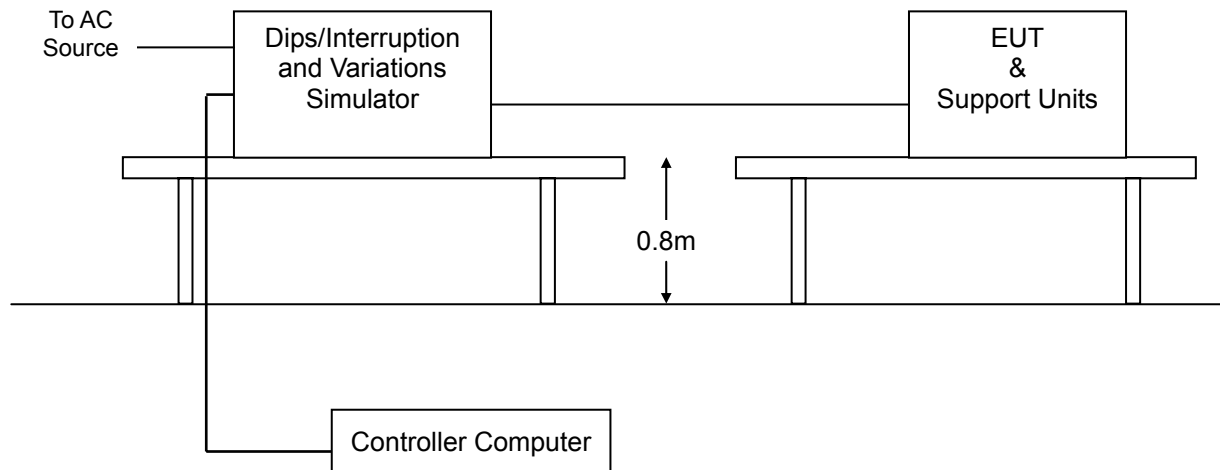 To AC
Source
Dips/Interruption
and Variations
Simulator
EUT
&
Support Units
0.8m
Controller Computer